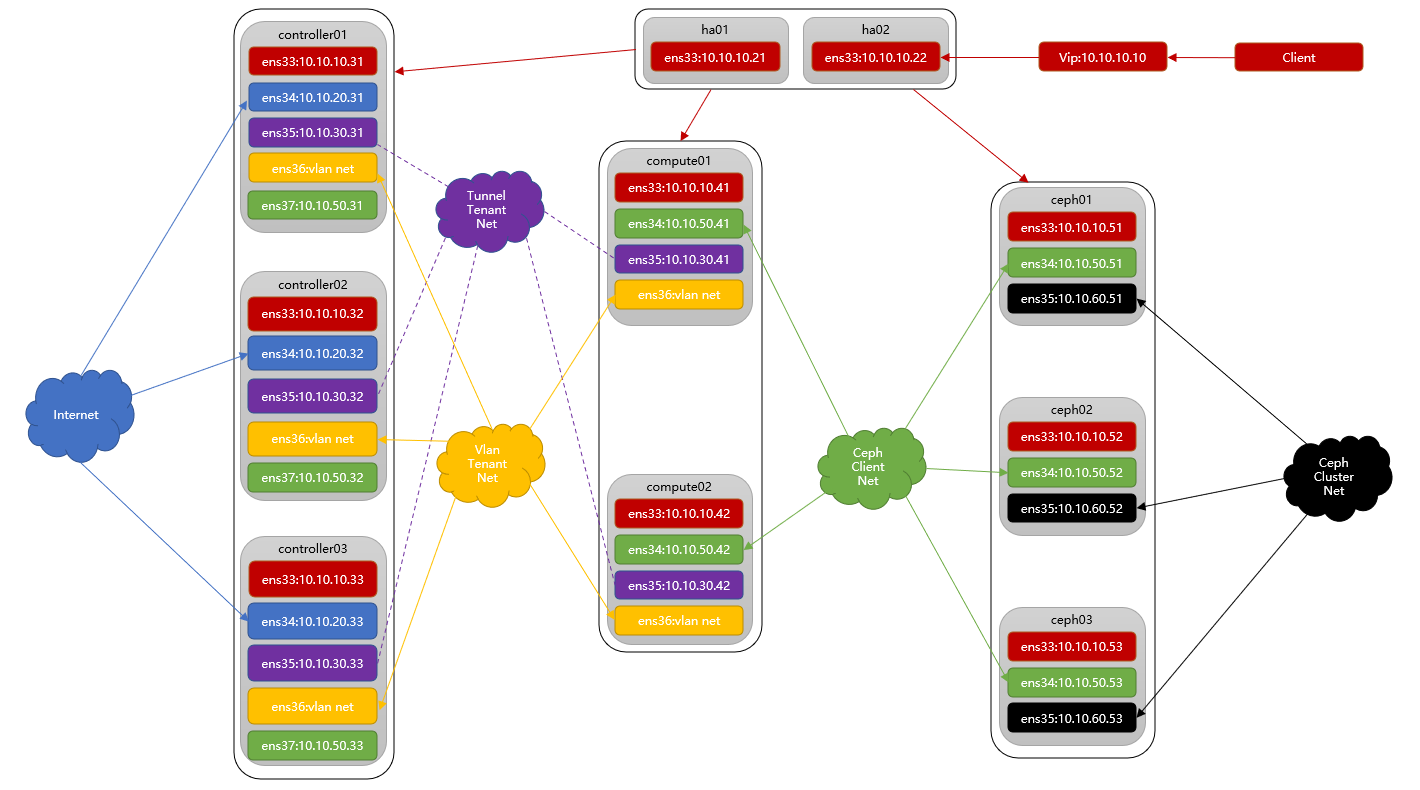 controller01
ens33:10.10.10.31
ens34:10.10.20.31
ens35:10.10.30.31
ens36:vlan net
ens37:10.10.50.31
controller02
ens33:10.10.10.32
ens34:10.10.20.32
ens35:10.10.30.32
ens36:vlan net
ens37:10.10.50.32
controller03
ens33:10.10.10.33
ens34:10.10.20.33
ens35:10.10.30.33
ens36:vlan net
ens37:10.10.50.33
Internet
Tunnel
Tenant
Net
Vlan
Tenant
Net
ha01
ens33:10.10.10.21
ha02
ens33:10.10.10.22
Vip:10.10.10.10
Client
compute01
ens33:10.10.10.41
ens34:10.10.50.41
ens35:10.10.30.41
ens36:vlan net
compute02
ens33:10.10.10.42
ens34:10.10.50.42
ens35:10.10.30.42
ens36:vlan net
Ceph
Client
Net
ceph01
ens33:10.10.10.51
ens34:10.10.50.51
ens35:10.10.60.51
ceph02
ens33:10.10.10.52
ens34:10.10.50.52
ens35:10.10.60.52
ceph03
ens33:10.10.10.53
ens34:10.10.50.53
ens35:10.10.60.53
Ceph
Cluster
Net